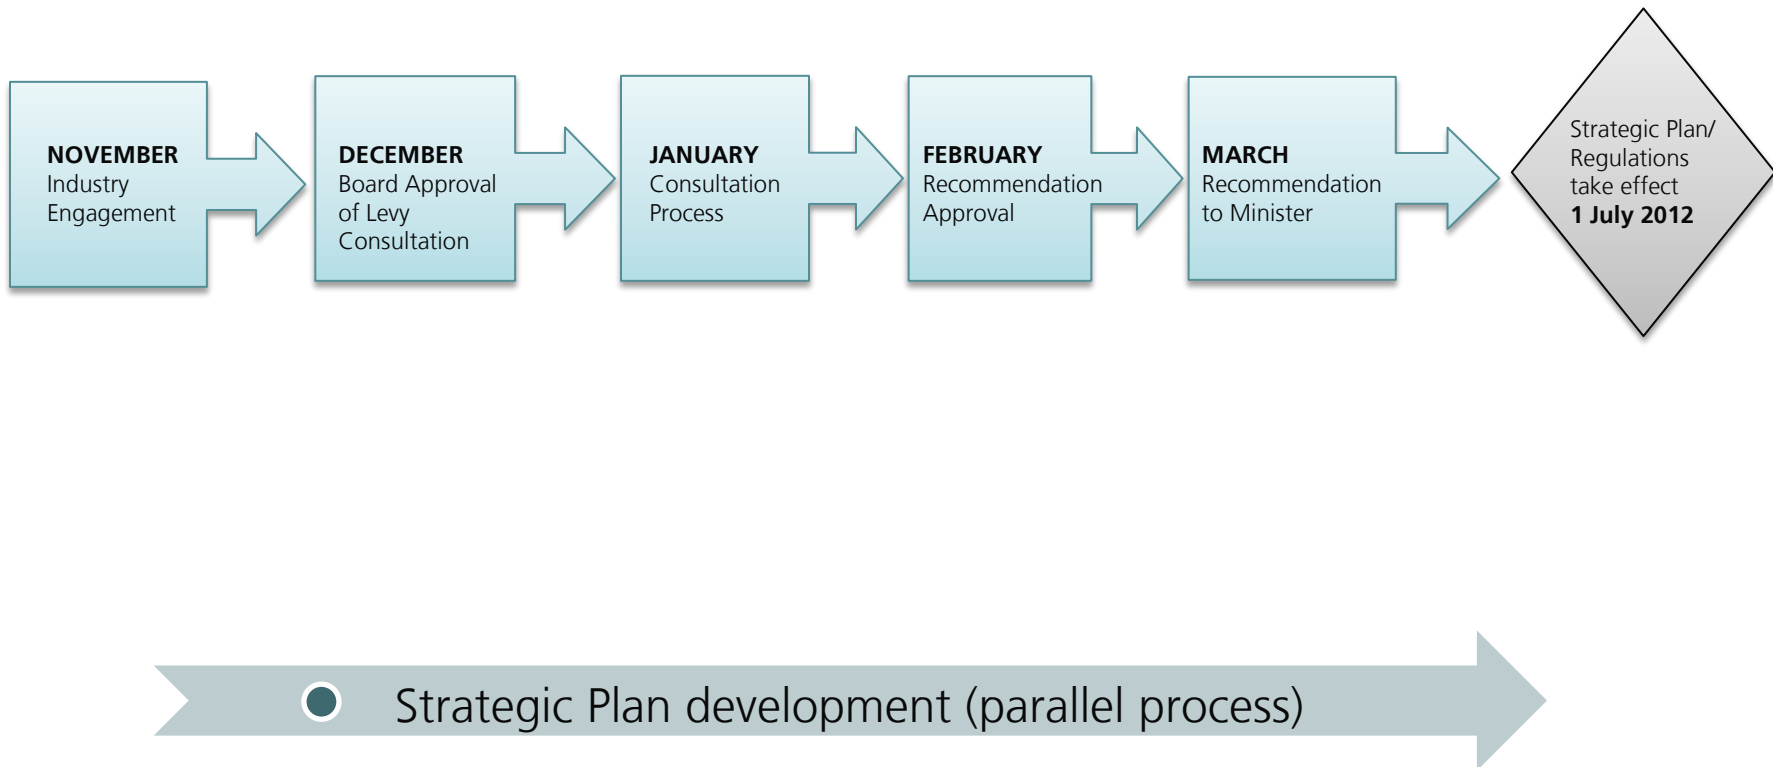 NOVEMBER
Industry
Engagement
DECEMBER
Board Approval
of Levy
Consultation
JANUARY
Consultation
Process
FEBRUARY
Recommendation
Approval
MARCH
Recommendation
to Minister
Strategic Plan/
Regulations
take effect
1 July 2012
Strategic Plan development (parallel process)